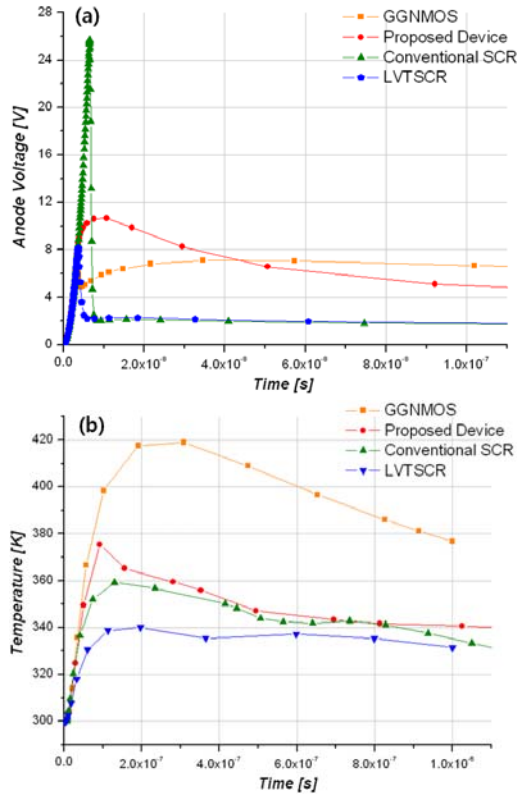 (a)
GGNMOS
Proposed Device
Conventional SCR
LVTSCR
Anode Voltage [V]
28
24
20
16
12
8
4
0
0.0
2.0x10⁻⁸
4.0x10⁻⁸
6.0x10⁻⁸
8.0x10⁻⁸
1.0x10⁻⁷
Time [s]
(b)
GGNMOS
Proposed Device
Conventional SCR
LVTSCR
Temperature [K]
420
400
380
360
340
320
300
0.0
2.0x10⁻⁷
4.0x10⁻⁷
6.0x10⁻⁷
8.0x10⁻⁷
1.0x10⁻⁶
Time [s]